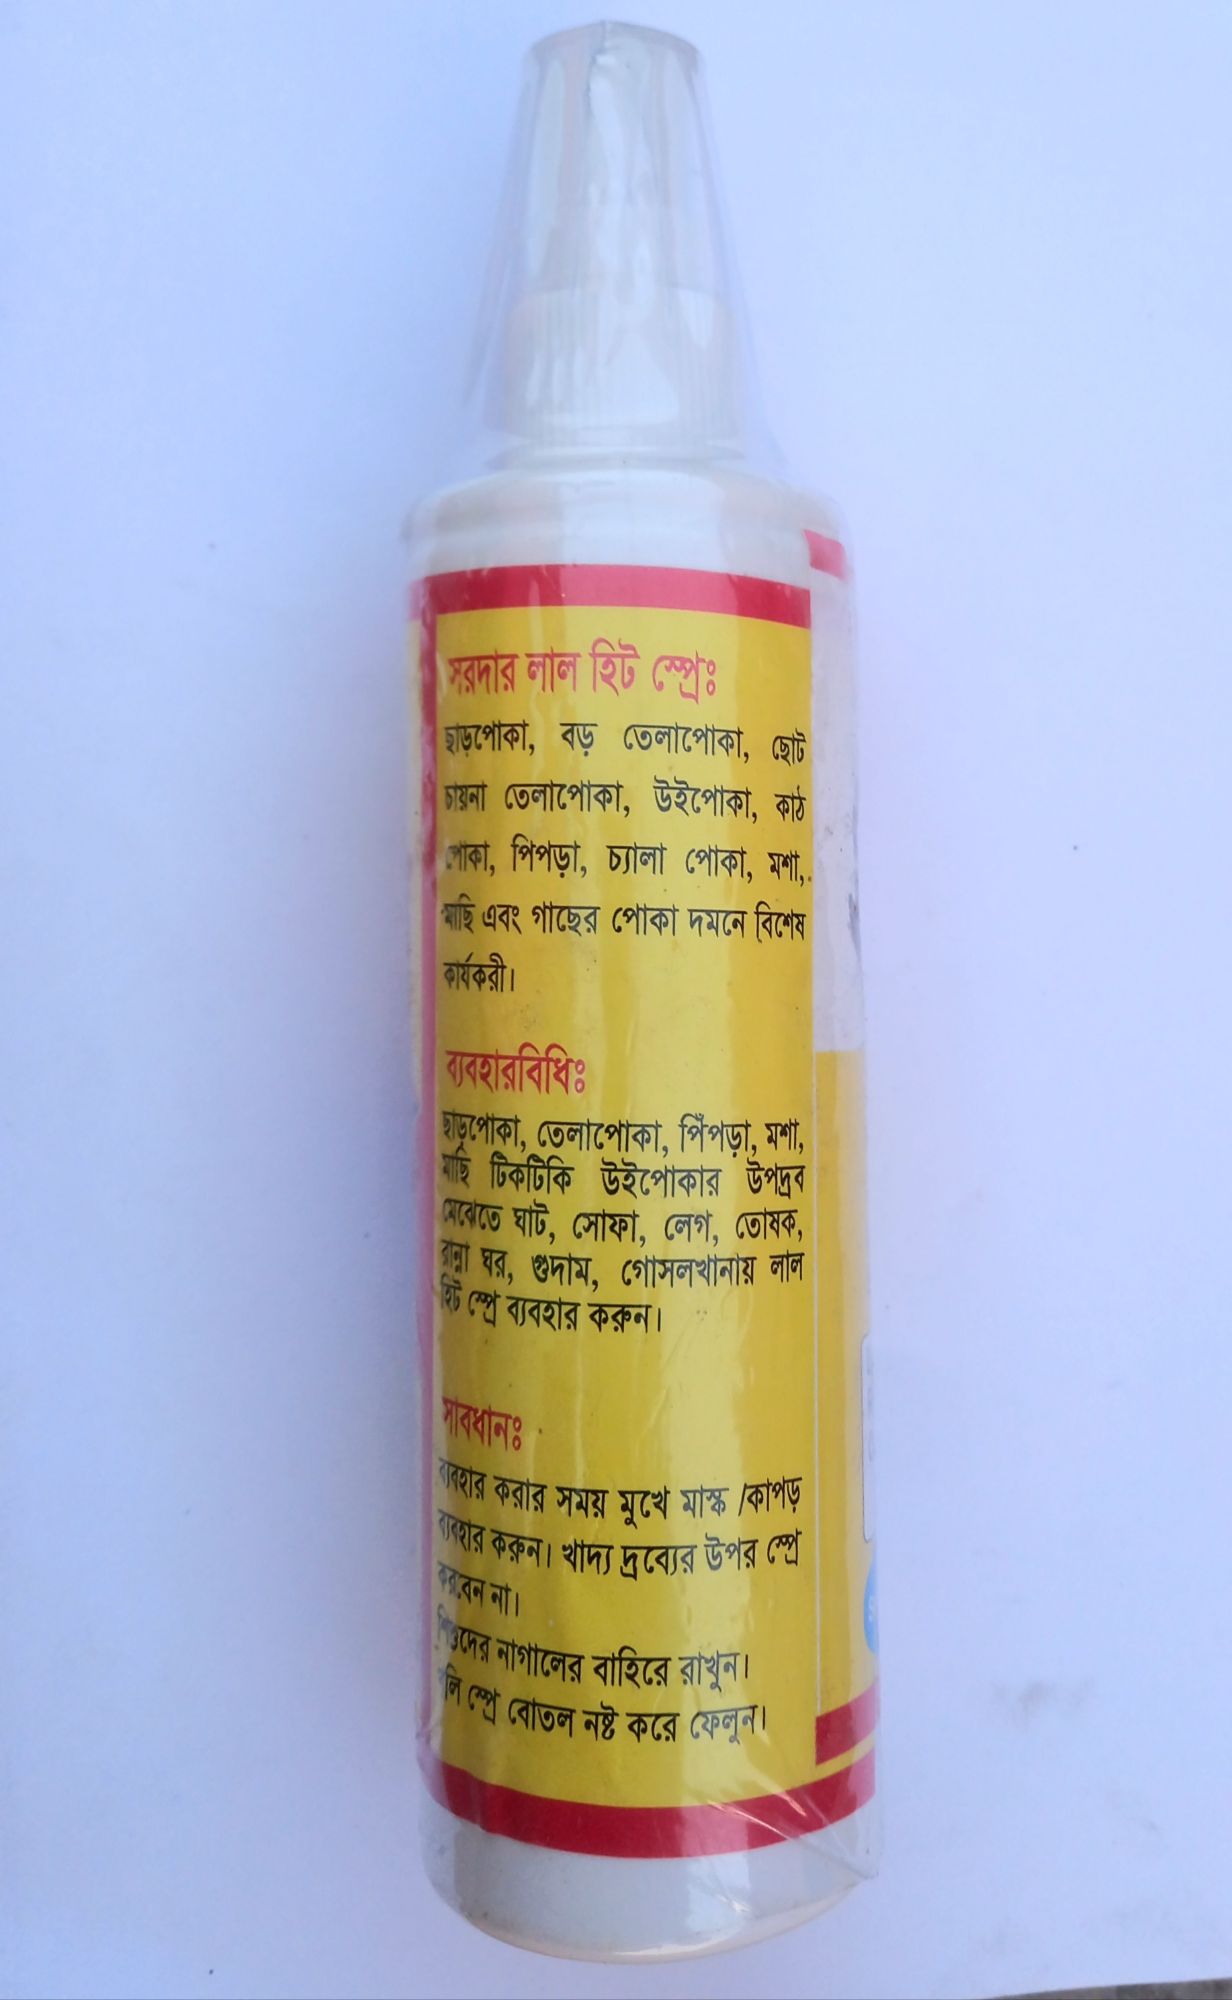 সরদার লাল হিট স্প্রেঃ
ছাড়পোকা, বড় তেলাপোকা, ছোট
চায়না তেলাপোকা, উইপোকা, কাঠ
পোকা, পিপড়া, চ্যালা পোকা, মশা,
মাছি এবং গাছের পোকা দমনে বিশেষ
কার্যকরী।
ব্যবহারবিধিঃ
ছাড়পোকা, তেলাপোকা, পিঁপড়া, মশা,
মাছি টিকটিকি উইপোকার উপদ্রব
মেঝেতে ঘাট, সোফা, লেগ, তোষক,
রান্না ঘর, গুদাম, গোসলখানায় লাল
হিট স্প্রে ব্যবহার করুন।
সাবধানঃ
ব্যবহার করার সময় মুখে মাস্ক /কাপড়
ব্যবহার করুন। খাদ্য দ্রব্যের উপর স্প্রে
করবেন না।
শিশুদের নাগালের বাহিরে রাখুন।
স্প্রে বোতল নষ্ট করে ফেলুন।